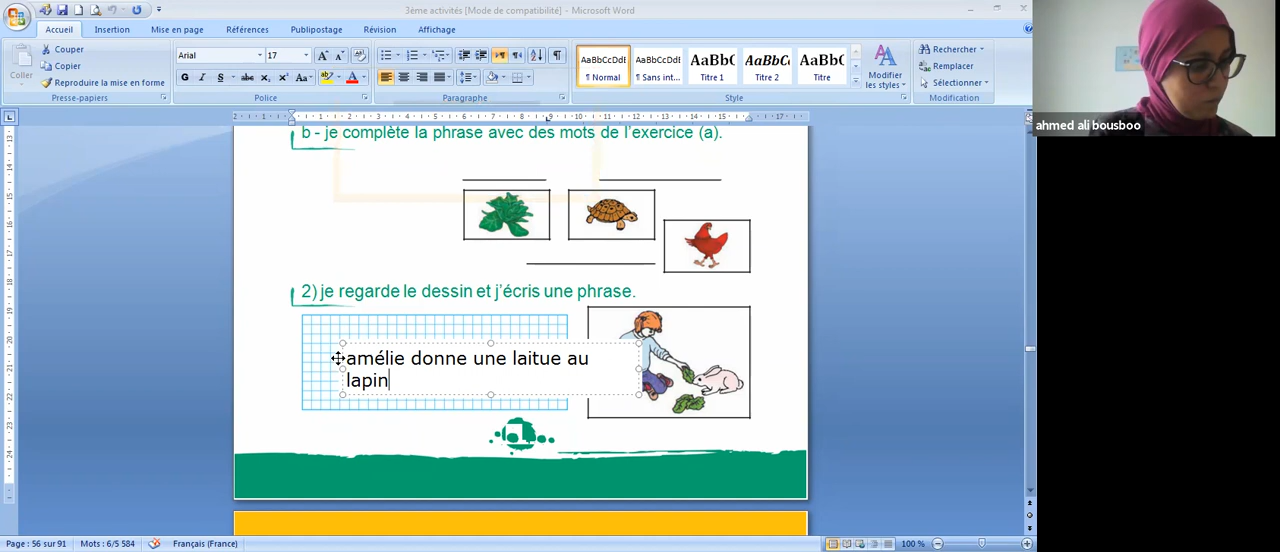 3ème activités [Mode de compatibilité] - Microsoft Word
Accueil
Insertion
Mise en page
Références
Publipostage
Révision
Affichage
Coller
Couper
Copier
Reproduire la mise en forme
Presse-papiers
Arial
17
Police
Paragraphe
AaBbCcDdE
¶ Normal
AaBbCcDdE
¶ Sans int...
AaBbC
Titre 1
AaBbCc
Titre 2
AaBbC
Titre
Modifier les styles
Style
Rechercher
Remplacer
Sélectionner
Modification
ahmed ali bousboo
b - je complète la phrase avec des mots de l'exercice (a).
2) je regarde le dessin et j'écris une phrase.
amélie donne une laitue au
lapin
Page : 56 sur 91
Mots : 6/5 584
Français (France)
100 %